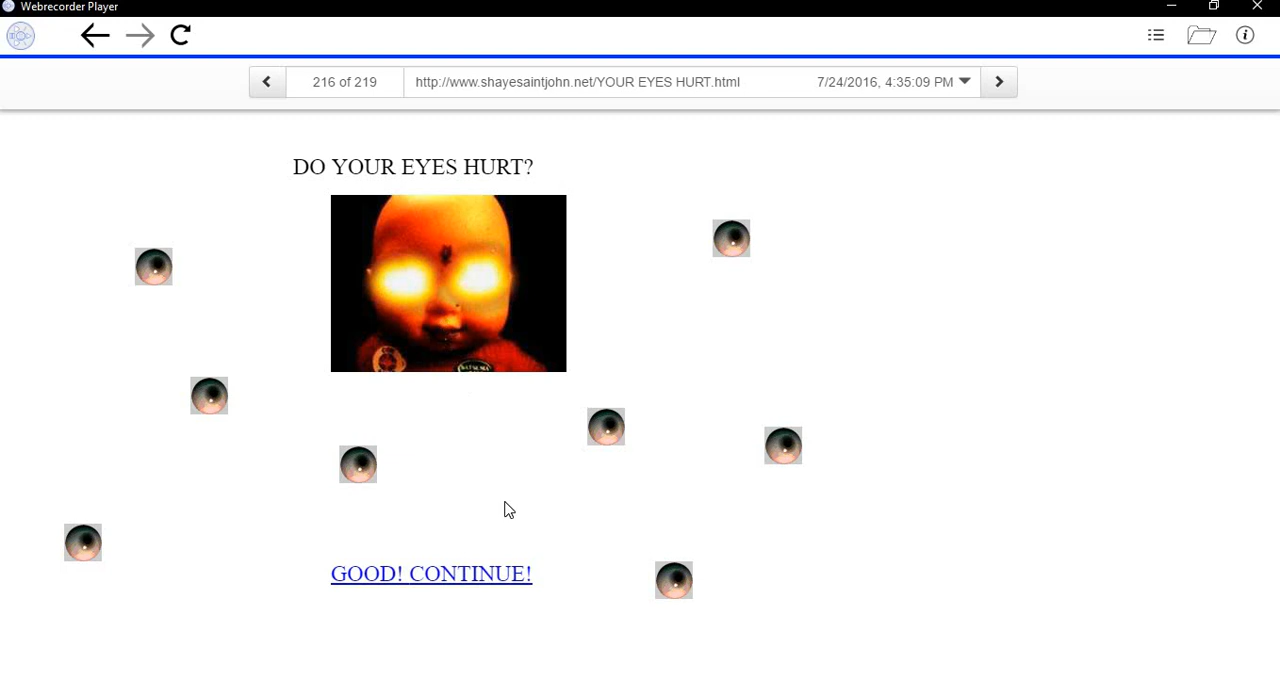 Webrecorder Player
216 of 219
http://www.shayesaintjohn.net/YOUR EYES HURT.html
7/24/2016, 4:35:09 PM
DO YOUR EYES HURT?
GOOD! CONTINUE!